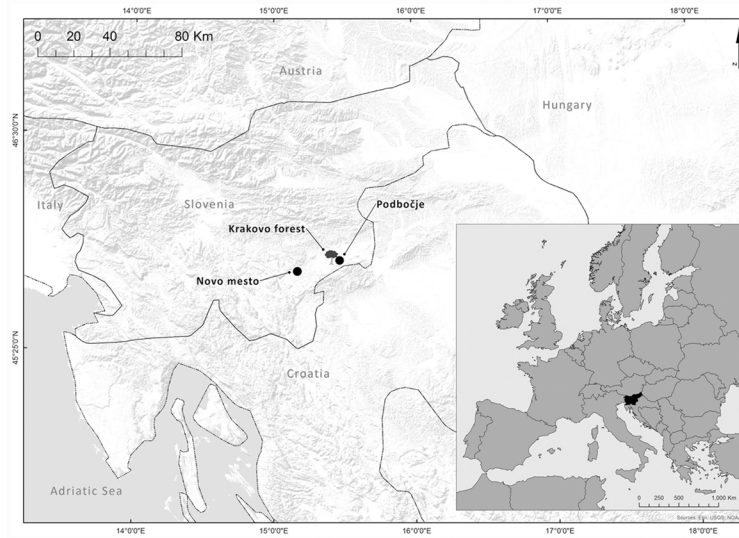 14°0'0"E
15°0'0"E
16°0'0"E
17°0'0"E
18°0'0"E
0 20 40 80 Km
Austria
Hungary
N
46°30'0"N
Italy
Slovenia
Podbočje
Krakovo forest
Novo mesto
45°25'0"N
Croatia
Adriatic Sea
0 250 500 1,000 Km
14°0'0"E
15°0'0"E
16°0'0"E
17°0'0"E
18°0'0"E